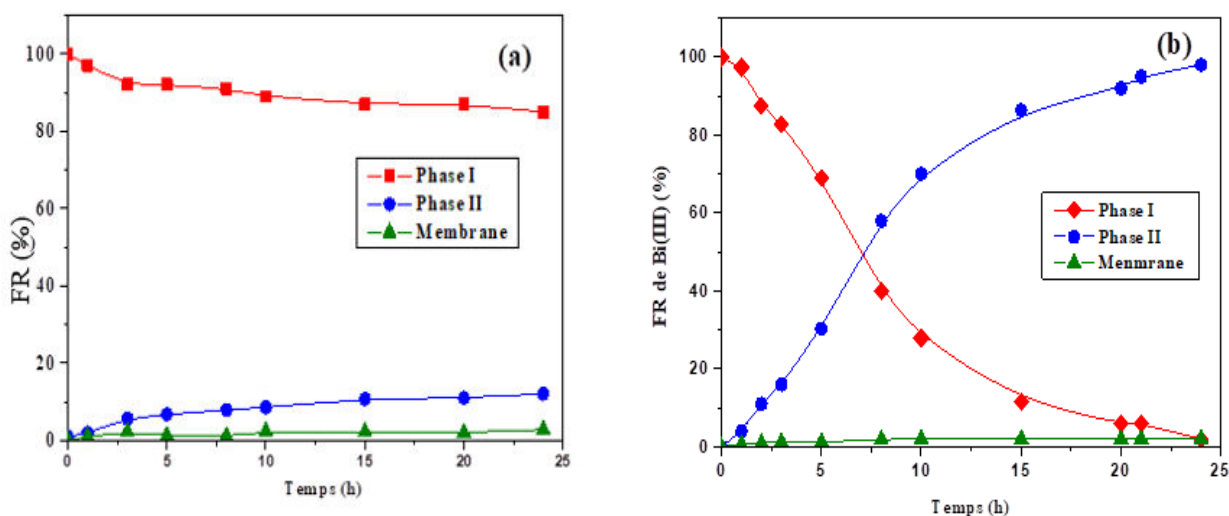 (a)
FR (%)
100
80
60
40
20
0
Phase I
Phase II
Membrane
0 5 10 15 20 25
Temps (h)
(b)
FR de Bi(III) (%)
100
80
60
40
20
0
Phase I
Phase II
Menmrane
0 5 10 15 20 25
Temps (h)